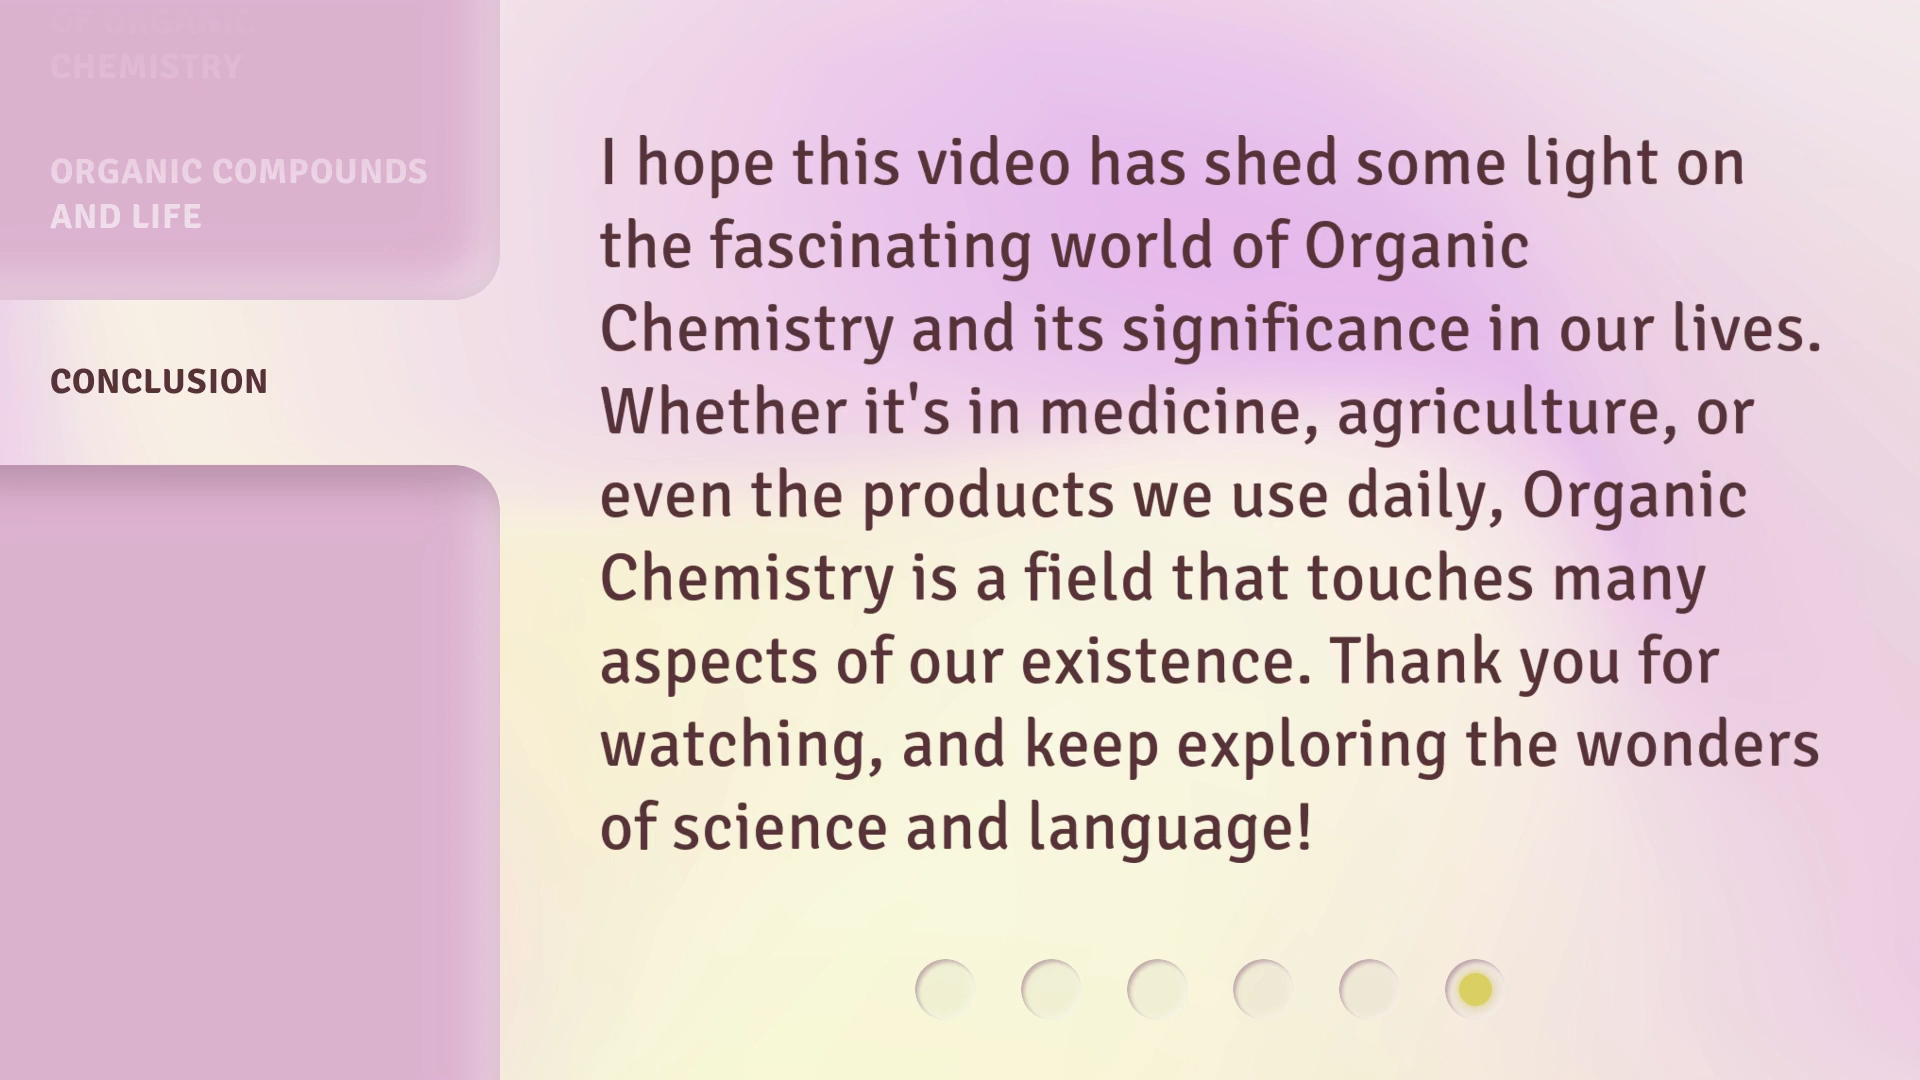 OF ORGANIC
CHEMISTRY
ORGANIC COMPOUNDS
AND LIFE
CONCLUSION
I hope this video has shed some light on
the fascinating world of Organic
Chemistry and its significance in our lives.
Whether it's in medicine, agriculture, or
even the products we use daily, Organic
Chemistry is a field that touches many
aspects of our existence. Thank you for
watching, and keep exploring the wonders
of science and language!